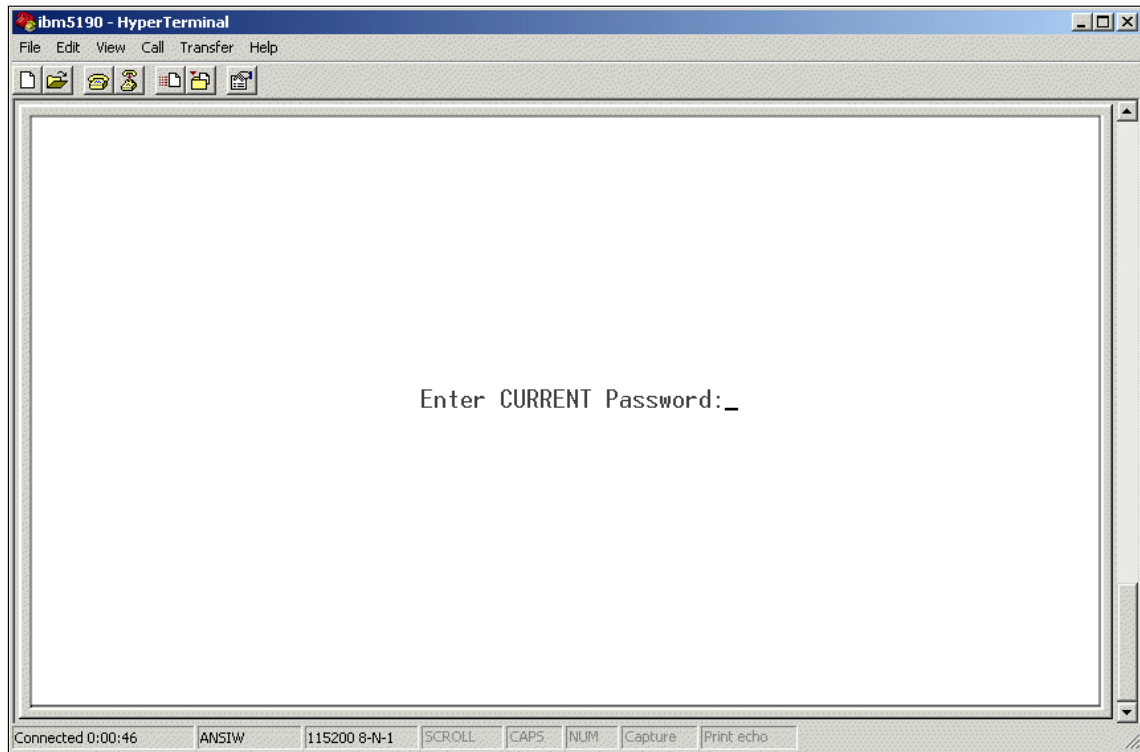 ibm5190 - HyperTerminal
File Edit View Call Transfer Help
Enter CURRENT Password:_
Connected 0:00:46 ANSIW 115200 8-N-1 SCROLL CAPS NUM Capture Print echo